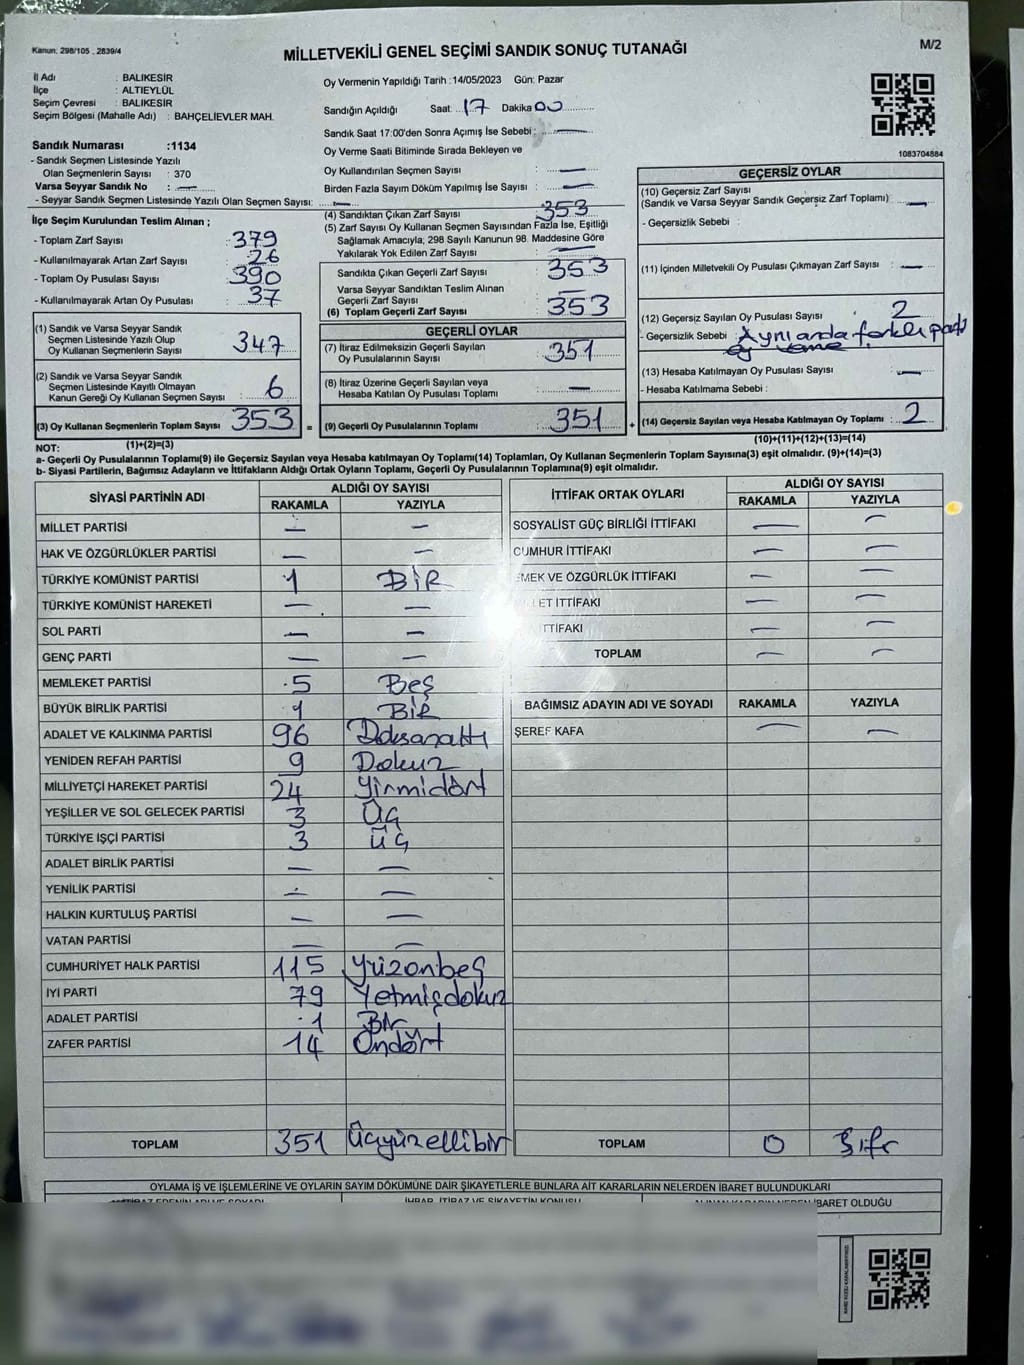 Kanun: 298/105 , 2839/4
MİLLETVEKİLİ GENEL SEÇİMİ SANDIK SONUÇ TUTANAĞI
M/2
İl Adı : BALIKESİR
İlçe : ALTIEYLÜL
Seçim Çevresi : BALIKESİR
Seçim Bölgesi (Mahalle Adı) : BAHÇELİEVLER MAH.
Sandık Numarası :1134
- Sandık Seçmen Listesinde Yazılı
Olan Seçmenlerin Sayısı : 370
Varsa Seyyar Sandık No : —
- Seyyar Sandık Seçmen Listesinde Yazılı Olan Seçmen Sayısı: —
Oy Vermenin Yapıldığı Tarih :14/05/2023 Gün: Pazar
Sandığın Açıldığı Saat 17 Dakika 00
Sandık Saat 17:00'den Sonra Açımış İse Sebebi : —
Oy Verme Saati Bitiminde Sırada Bekleyen ve
Oy Kullandırılan Seçmen Sayısı : —
Birden Fazla Sayım Döküm Yapılmış İse Sayısı : —
1083704884
İlçe Seçim Kurulundan Teslim Alınan ;
- Toplam Zarf Sayısı : 379
- Kullanılmayarak Artan Zarf Sayısı : 26
- Toplam Oy Pusulası Sayısı : 390
- Kullanılmayarak Artan Oy Pusulası : 37
(1) Sandık ve Varsa Seyyar Sandık
Seçmen Listesinde Yazılı Olup
Oy Kullanan Seçmenlerin Sayısı : 347
(2) Sandık ve Varsa Seyyar Sandık
Seçmen Listesinde Kayıtlı Olmayan
Kanun Gereği Oy Kullanan Seçmen Sayısı : 6
(3) Oy Kullanan Seçmenlerin Toplam Sayısı : 353 =
(4) Sandıktan Çıkan Zarf Sayısı : 353
(5) Zarf Sayısı Oy Kullanan Seçmen Sayısından Fazla İse, Eşitliği
Sağlamak Amacıyla, 298 Sayılı Kanunun 98. Maddesine Göre
Yakılarak Yok Edilen Zarf Sayısı : —
Sandıkta Çıkan Geçerli Zarf Sayısı : 353
Varsa Seyyar Sandıktan Teslim Alınan
Geçerli Zarf Sayısı : —
(6) Toplam Geçerli Zarf Sayısı : 353
GEÇERLİ OYLAR
(7) İtiraz Edilmeksizin Geçerli Sayılan
Oy Pusulalarının Sayısı : 351
(8) İtiraz Üzerine Geçerli Sayılan veya
Hesaba Katılan Oy Pusulası Toplamı : —
(9) Geçerli Oy Pusulalarının Toplamı : 351 +
GEÇERSİZ OYLAR
(10) Geçersiz Zarf Sayısı
(Sandık ve Varsa Seyyar Sandık Geçersiz Zarf Toplamı) : —
- Geçersizlik Sebebi :
(11) İçinden Milletvekili Oy Pusulası Çıkmayan Zarf Sayısı : —
(12) Geçersiz Sayılan Oy Pusulası Sayısı : 2
- Geçersizlik Sebebi : Aynı anda farklı parti
oy verme
(13) Hesaba Katılmayan Oy Pusulası Sayısı : —
- Hesaba Katılmama Sebebi :
(14) Geçersiz Sayılan veya Hesaba Katılmayan Oy Toplamı : 2
(1)+(2)=(3)
(10)+(11)+(12)+(13)=(14)
NOT:
a- Geçerli Oy Pusulalarının Toplamı(9) ile Geçersiz Sayılan veya Hesaba katılmayan Oy Toplamı(14) Toplamları, Oy Kullanan Seçmenlerin Toplam Sayısına(3) eşit olmalıdır. (9)+(14)=(3)
b- Siyasi Partilerin, Bağımsız Adayların ve İttifakların Aldığı Ortak Oyların Toplamı, Geçerli Oy Pusulalarının Toplamına(9) eşit olmalıdır.
SİYASİ PARTİNİN ADI
ALDIĞI OY SAYISI
RAKAMLA YAZIYLA
MİLLET PARTİSİ — —
HAK VE ÖZGÜRLÜKLER PARTİSİ — —
TÜRKİYE KOMÜNİST PARTİSİ 1 BİR
TÜRKİYE KOMÜNİST HAREKETİ — —
SOL PARTİ — —
GENÇ PARTİ — —
MEMLEKET PARTİSİ 5 Beş
BÜYÜK BİRLİK PARTİSİ 1 BİR
ADALET VE KALKINMA PARTİSİ 96 Doksanaltı
YENİDEN REFAH PARTİSİ 9 Dokuz
MİLLİYETÇİ HAREKET PARTİSİ 24 Yirmidört
YEŞİLLER VE SOL GELECEK PARTİSİ 3 Üç
TÜRKİYE İŞÇİ PARTİSİ 3 üç
ADALET BİRLİK PARTİSİ — —
YENİLİK PARTİSİ — —
HALKIN KURTULUŞ PARTİSİ — —
VATAN PARTİSİ — —
CUMHURİYET HALK PARTİSİ 115 Yüzonbeş
İYİ PARTİ 79 Yetmişdokuz
ADALET PARTİSİ 1 Bir
ZAFER PARTİSİ 14 Ondört
TOPLAM 351 Üçyüzellibir
İTTİFAK ORTAK OYLARI
ALDIĞI OY SAYISI
RAKAMLA YAZIYLA
SOSYALİST GÜÇ BİRLİĞİ İTTİFAKI — —
CUMHUR İTTİFAKI — —
EMEK VE ÖZGÜRLÜK İTTİFAKI — —
LET İTTİFAKI — —
İTTİFAKI — —
TOPLAM — —
BAĞIMSIZ ADAYIN ADI VE SOYADI RAKAMLA YAZIYLA
ŞEREF KAFA — —
TOPLAM 0 Sıfır
OYLAMA İŞ VE İŞLEMLERİNE VE OYLARIN SAYIM DÖKÜMÜNE DAİR ŞİKAYETLERLE BUNLARA AİT KARARLARIN NELERDEN İBARET BULUNDUKLARI
İHBAR, İTİRAZ VE ŞİKAYETİN KONUSU
İBARET OLDUĞU